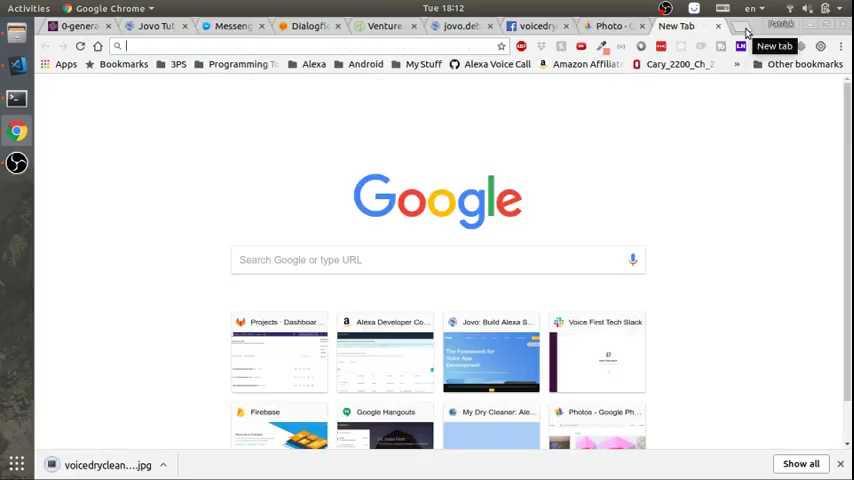 Activities Google Chrome Tue 18:12 en
0-genera Jovo Tut Messeng Dialogfl Venture jovo.de voicedry Photo - G New Tab Patrick
New tab
Apps Bookmarks 3PS Programming T My Stuff Alexa Android Alexa Voice Call Amazon Affiliat Cary_2200_Ch_2 » Other bookmarks
Google
Search Google or type URL
Projects · Dashboar... Alexa Developer Co... Jovo: Build Alexa S... Voice First Tech Slack
Firebase Google Hangouts My Dry Cleaner: Ale... Photos - Google Ph...
voicedryclean....jpg Show all